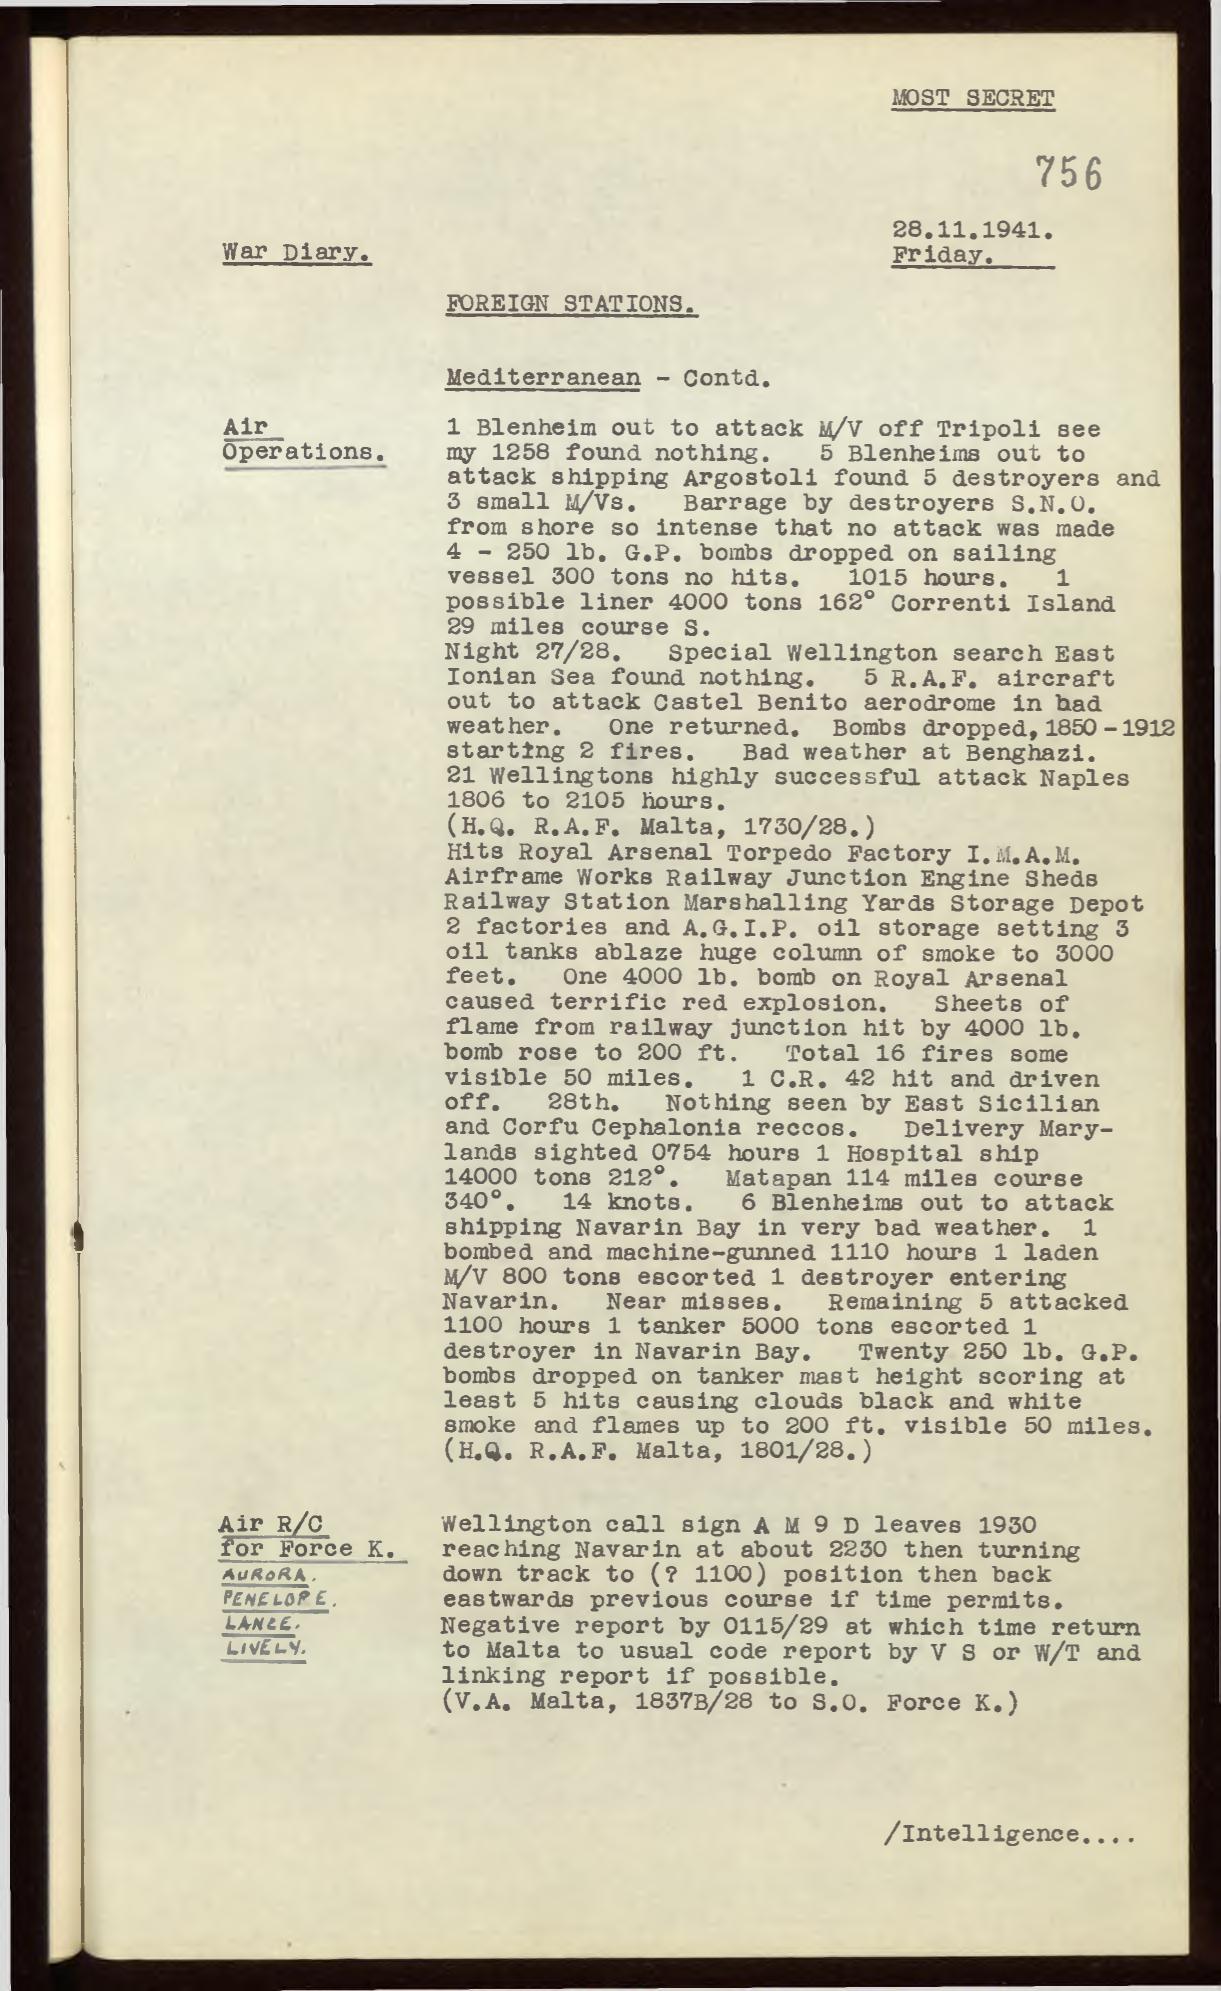 MOST SECRET
756
28.11.1941.
War Diary.
Friday.
FOREIGN STATIONS.
Mediterranean - Contd.
Air
Operations.
1 Blenheim out to attack M/V off Tripoli see
my 1258 found nothing. 5 Blenheims out to
attack shipping Argostoli found 5 destroyers and
3 small M/Vs. Barrage by destroyers S.N.O.
from shore so intense that no attack was made
4 - 250 lb. G.P. bombs dropped on sailing
vessel 300 tons no hits. 1015 hours. 1
possible liner 4000 tons 162° Correnti Island
29 miles course S.
Night 27/28. Special Wellington search East
Ionian Sea found nothing. 5 R.A.F. aircraft
out to attack Castel Benito aerodrome in bad
weather. One returned. Bombs dropped, 1850 - 1912
starting 2 fires. Bad weather at Benghazi.
21 Wellingtons highly successful attack Naples
1806 to 2105 hours.
(H.Q. R.A.F. Malta, 1730/28.)
Hits Royal Arsenal Torpedo Factory I.M.A.M.
Airframe Works Railway Junction Engine Sheds
Railway Station Marshalling Yards Storage Depot
2 factories and A.G.I.P. oil storage setting 3
oil tanks ablaze huge column of smoke to 3000
feet. One 4000 lb. bomb on Royal Arsenal
caused terrific red explosion. Sheets of
flame from railway junction hit by 4000 lb.
bomb rose to 200 ft. Total 16 fires some
visible 50 miles. 1 C.R. 42 hit and driven
off. 28th. Nothing seen by East Sicilian
and Corfu Cephalonia reccos. Delivery Mary-
lands sighted 0754 hours 1 Hospital ship
14000 tons 212°. Matapan 114 miles course
340°. 14 knots. 6 Blenheims out to attack
shipping Navarin Bay in very bad weather. 1
bombed and machine-gunned 1110 hours 1 laden
M/V 800 tons escorted 1 destroyer entering
Navarin. Near misses. Remaining 5 attacked
1100 hours 1 tanker 5000 tons escorted 1
destroyer in Navarin Bay. Twenty 250 lb. G.P.
bombs dropped on tanker mast height scoring at
least 5 hits causing clouds black and white
smoke and flames up to 200 ft. visible 50 miles.
(H.Q. R.A.F. Malta, 1801/28.)
Air R/C
for Force K.
AURORA.
PENELOPE.
LANCE.
LIVELY.
Wellington call sign A M 9 D leaves 1930
reaching Navarin at about 2230 then turning
down track to (? 1100) position then back
eastwards previous course if time permits.
Negative report by 0115/29 at which time return
to Malta to usual code report by V S or W/T and
linking report if possible.
(V.A. Malta, 1837B/28 to S.O. Force K.)
/Intelligence....